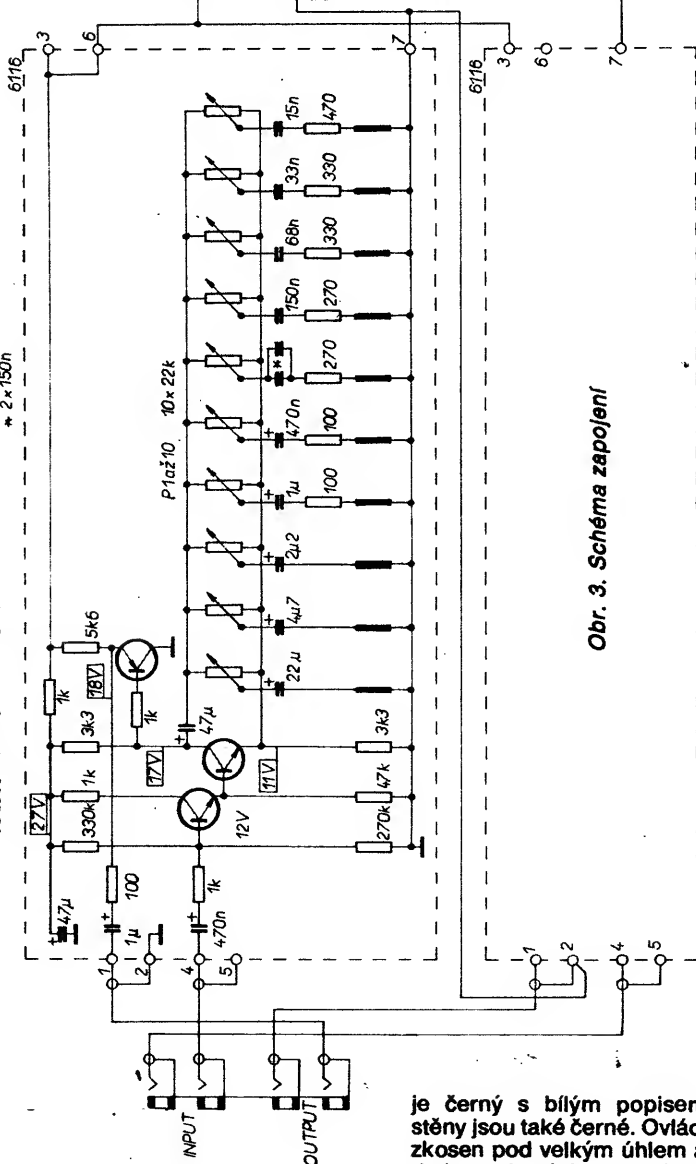 * 2 x 150n
6116
3
6
7
27V
1k
5k6
18V
330k
1k
3k3
1k
17V
47µ
47µ
1µ
100
1
2
4
5
470n
1k
12V
11V
270k
47k
3k3
P1 až 10 10 x 22k
22µ
4µ7
2µ2
1µ
470n
*
150n
68n
33n
15n
100
100
270
270
330
330
470
INPUT
OUTPUT
6116
3
6
7
1
2
4
5
Obr. 3. Schéma zapojení
je černý s bílým popisem
stěny jsou také černé. Ovlád
zkosen pod velkým úhlem